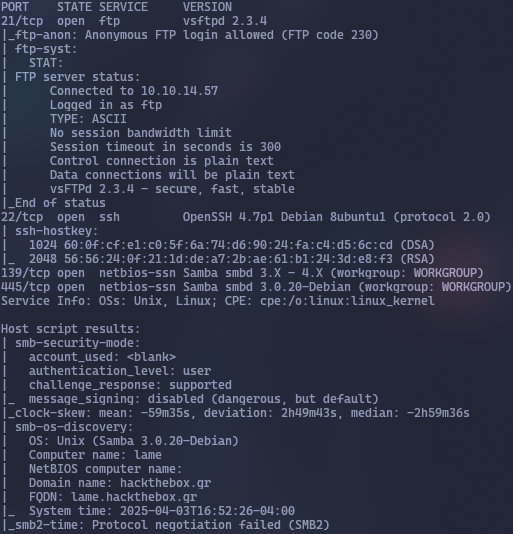 PORT    STATE SERVICE     VERSION
21/tcp  open  ftp         vsftpd 2.3.4
|_ftp-anon: Anonymous FTP login allowed (FTP code 230)
| ftp-syst:
|   STAT:
| FTP server status:
|      Connected to 10.10.14.57
|      Logged in as ftp
|      TYPE: ASCII
|      No session bandwidth limit
|      Session timeout in seconds is 300
|      Control connection is plain text
|      Data connections will be plain text
|      vsFTPd 2.3.4 - secure, fast, stable
|_End of status
22/tcp  open  ssh         OpenSSH 4.7p1 Debian 8ubuntu1 (protocol 2.0)
| ssh-hostkey:
|   1024 60:0f:cf:e1:c0:5f:6a:74:d6:90:24:fa:c4:d5:6c:cd (DSA)
|_  2048 56:56:24:0f:21:1d:de:a7:2b:ae:61:b1:24:3d:e8:f3 (RSA)
139/tcp open  netbios-ssn Samba smbd 3.X - 4.X (workgroup: WORKGROUP)
445/tcp open  netbios-ssn Samba smbd 3.0.20-Debian (workgroup: WORKGROUP)
Service Info: OSs: Unix, Linux; CPE: cpe:/o:linux:linux_kernel

Host script results:
| smb-security-mode:
|   account_used: <blank>
|   authentication_level: user
|   challenge_response: supported
|_  message_signing: disabled (dangerous, but default)
|_clock-skew: mean: -59m35s, deviation: 2h49m43s, median: -2h59m36s
| smb-os-discovery:
|   OS: Unix (Samba 3.0.20-Debian)
|   Computer name: lame
|   NetBIOS computer name:
|   Domain name: hackthebox.gr
|   FQDN: lame.hackthebox.gr
|_  System time: 2025-04-03T16:52:26-04:00
|_smb2-time: Protocol negotiation failed (SMB2)